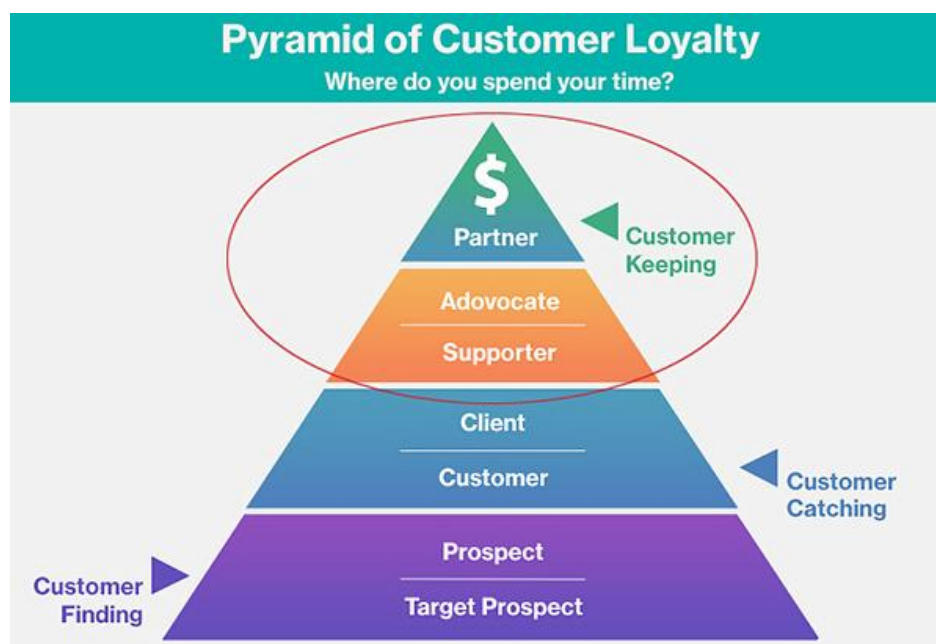 Pyramid of Customer Loyalty
Where do you spend your time?
$
Partner
Customer
Keeping
Adovocate
Supporter
Client
Customer
Customer
Catching
Prospect
Target Prospect
Customer
Finding